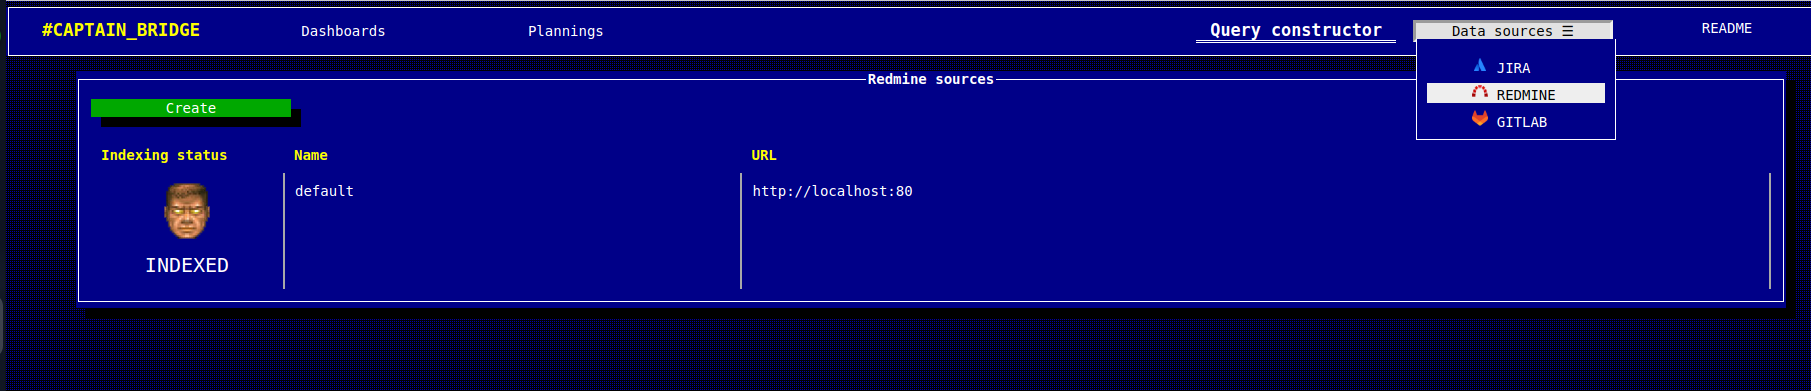 #CAPTAIN_BRIDGE Dashboards Plannings Query constructor Data sources ☰ README
JIRA
REDMINE
GITLAB
Redmine sources
Create
Indexing status Name URL
default http://localhost:80
INDEXED